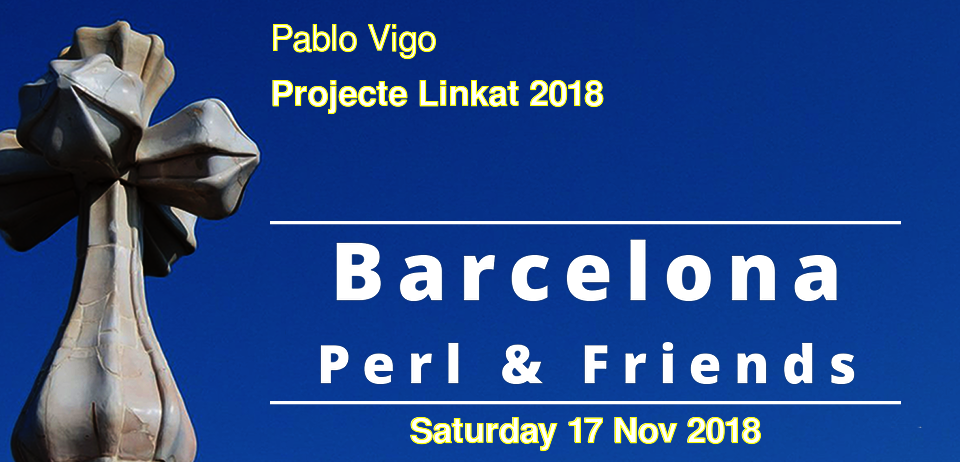 Pablo Vigo
Projecte Linkat 2018
Barcelona
Perl & Friends
Saturday 17 Nov 2018